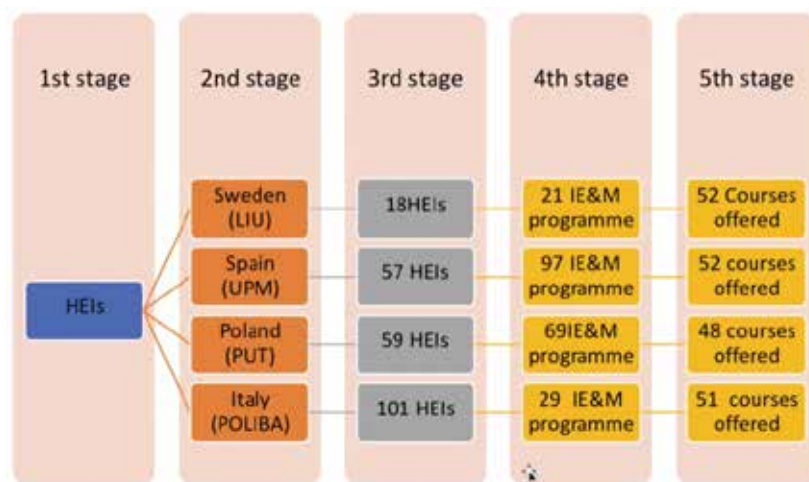 1st stage
2nd stage
3rd stage
4th stage
5th stage
HEIs
Sweden
(LIU)
18HEIs
21 IE&M
programme
52 Courses
offered
Spain
(UPM)
57 HEIs
97 IE&M
programme
52 courses
offered
Poland
(PUT)
59 HEIs
69IE&M
programme
48 courses
offered
Italy
(POLIBA)
101 HEIs
29 IE&M
programme
51 courses
offered